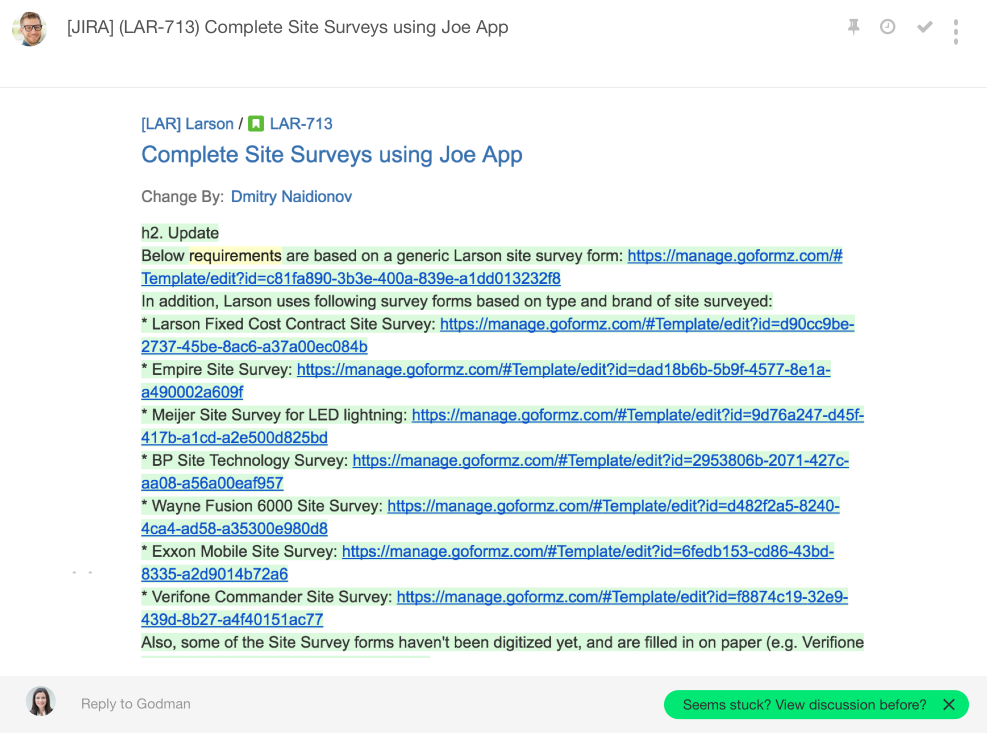 [JIRA] (LAR-713) Complete Site Surveys using Joe App
[LAR] Larson / LAR-713
Complete Site Surveys using Joe App
Change By: Dmitry Naidionov
h2. Update
Below requirements are based on a generic Larson site survey form: https://manage.goformz.com/#
Template/edit?id=c81fa890-3b3e-400a-839e-a1dd013232f8
In addition, Larson uses following survey forms based on type and brand of site surveyed:
* Larson Fixed Cost Contract Site Survey: https://manage.goformz.com/#Template/edit?id=d90cc9be-
2737-45be-8ac6-a37a00ec084b
* Empire Site Survey: https://manage.goformz.com/#Template/edit?id=dad18b6b-5b9f-4577-8e1a-
a490002a609f
* Meijer Site Survey for LED lightning: https://manage.goformz.com/#Template/edit?id=9d76a247-d45f-
417b-a1cd-a2e500d825bd
* BP Site Technology Survey: https://manage.goformz.com/#Template/edit?id=2953806b-2071-427c-
aa08-a56a00eaf957
* Wayne Fusion 6000 Site Survey: https://manage.goformz.com/#Template/edit?id=d482f2a5-8240-
4ca4-ad58-a35300e980d8
* Exxon Mobile Site Survey: https://manage.goformz.com/#Template/edit?id=6fedb153-cd86-43bd-
8335-a2d9014b72a6
* Verifone Commander Site Survey: https://manage.goformz.com/#Template/edit?id=f8874c19-32e9-
439d-8b27-a4f40151ac77
Also, some of the Site Survey forms haven't been digitized yet, and are filled in on paper (e.g. Verifione
Reply to Godman
Seems stuck? View discussion before?